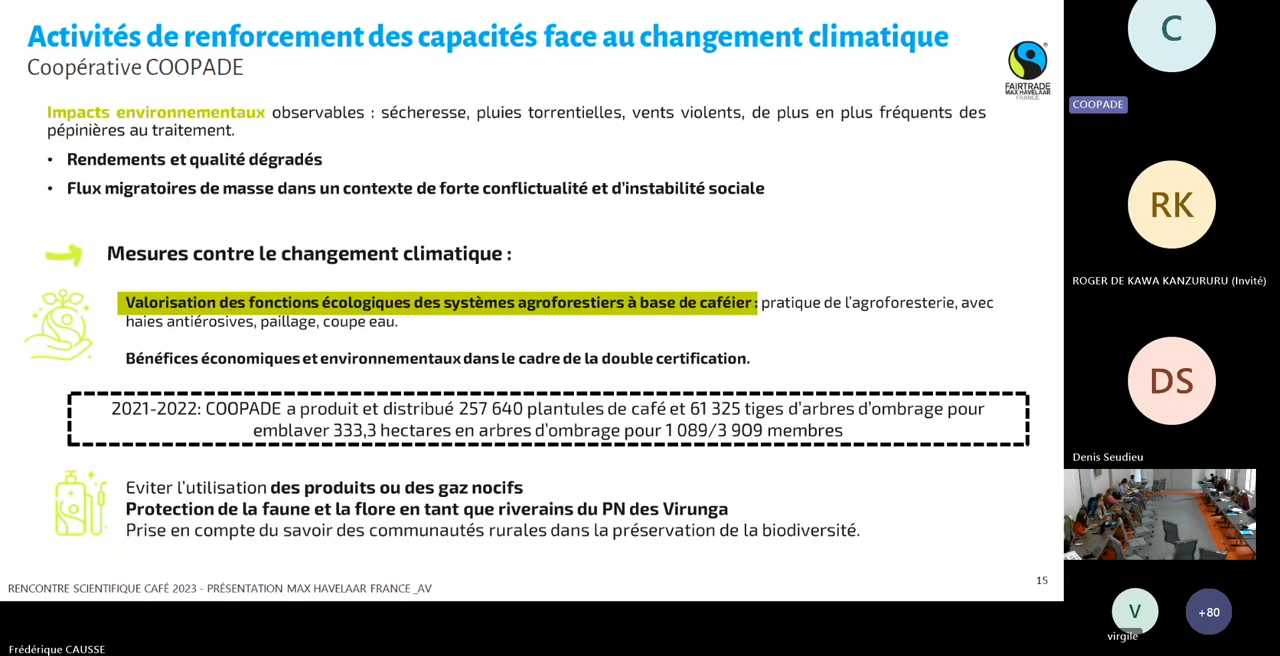 Activités de renforcement des capacités face au changement climatique
Coopérative COOPADE
FAIRTRADE
MAX HAVELAAR
FRANCE
Impacts environnementaux observables : sécheresse, pluies torrentielles, vents violents, de plus en plus fréquents des
pépinières au traitement.
• Rendements et qualité dégradés
• Flux migratoires de masse dans un contexte de forte conflictualité et d'instabilité sociale
Mesures contre le changement climatique :
Valorisation des fonctions écologiques des systèmes agroforestiers à base de caféier : pratique de l'agroforesterie, avec
haies antiérosives, paillage, coupe eau.
Bénéfices économiques et environnementaux dans le cadre de la double certification.
2021-2022: COOPADE a produit et distribué 257 640 plantules de café et 61 325 tiges d'arbres d'ombrage pour
emblaver 333,3 hectares en arbres d'ombrage pour 1 089/3 909 membres
Eviter l'utilisation des produits ou des gaz nocifs
Protection de la faune et la flore en tant que riverains du PN des Virunga
Prise en compte du savoir des communautés rurales dans la préservation de la biodiversité.
RENCONTRE SCIENTIFIQUE CAFÉ 2023 - PRÉSENTATION MAX HAVELAAR FRANCE _AV
15
Frédérique CAUSSE
C
COOPADE
RK
ROGER DE KAWA KANZURURU (Invité)
DS
Denis Seudieu
V
virgile
+80